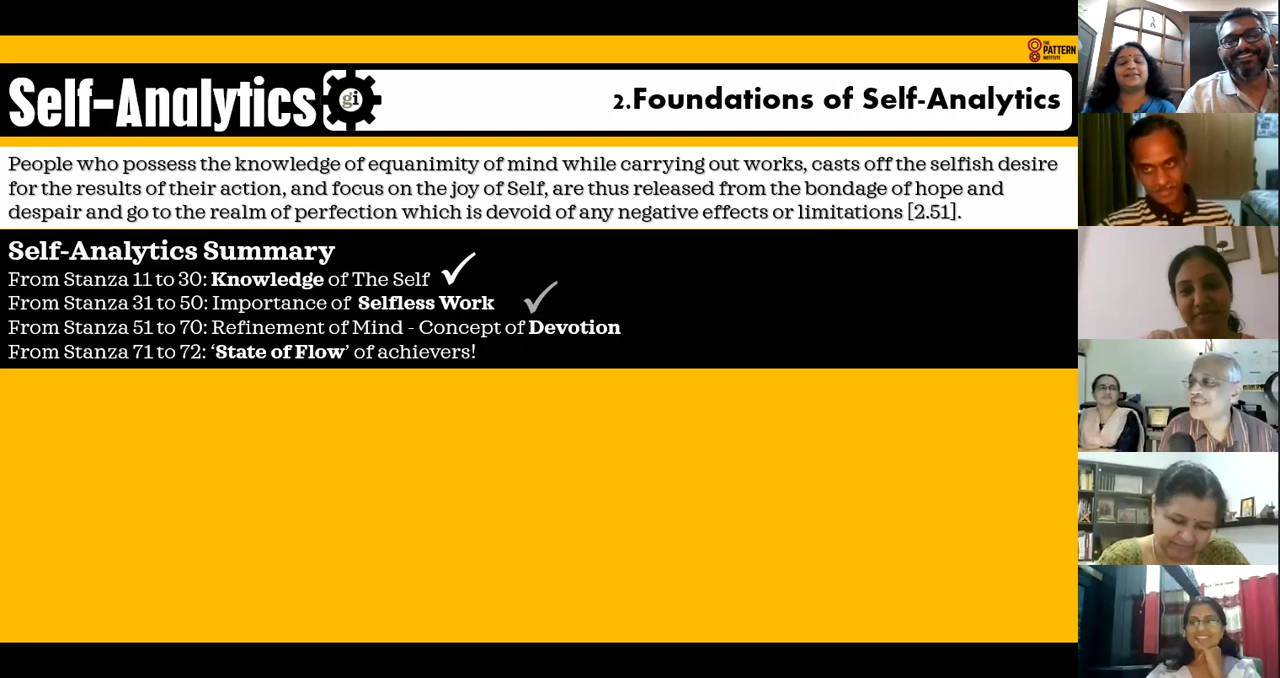 THE
PATTERN
INSTITUTE
Self-Analytics
gi
2.Foundations of Self-Analytics
People who possess the knowledge of equanimity of mind while carrying out works, casts off the selfish desire
for the results of their action, and focus on the joy of Self, are thus released from the bondage of hope and
despair and go to the realm of perfection which is devoid of any negative effects or limitations [2.51].
Self-Analytics Summary
From Stanza 11 to 30: Knowledge of The Self
From Stanza 31 to 50: Importance of Selfless Work
From Stanza 51 to 70: Refinement of Mind - Concept of Devotion
From Stanza 71 to 72: ‘State of Flow’ of achievers!